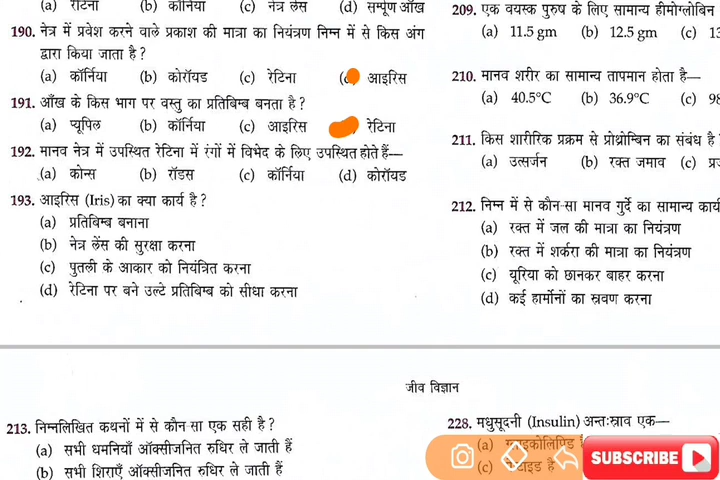 (a) रेटिना (b) कॉर्निया (c) नेत्र लेंस (d) सम्पूण आँख
190. नेत्र में प्रवेश करने वाले प्रकाश की मात्रा का नियंत्रण निम्न में से किस अंग
द्वारा किया जाता है ?
(a) कॉर्निया (b) कोरॉयड (c) रेटिना आइरिस
191. आँख के किस भाग पर वस्तु का प्रतिबिम्ब बनता है ?
(a) प्यूपिल (b) कॉर्निया (c) आइरिस रेटिना
192. मानव नेत्र में उपस्थित रेटिना में रंगों में विभेद के लिए उपस्थित होते हैं—
(a) कोन्स (b) रॉडस (c) कॉर्निया (d) कोरॉयड
193. आइरिस (Iris) का क्या कार्य है ?
(a) प्रतिबिम्ब बनाना
(b) नेत्र लेंस की सुरक्षा करना
(c) पुतली के आकार को नियंत्रित करना
(d) रेटिना पर बने उल्टे प्रतिबिम्ब को सीधा करना
209. एक वयस्क पुरुष के लिए सामान्य हीमोग्लोबिन
(a) 11.5 gm (b) 12.5 gm (c)
210. मानव शरीर का सामान्य तापमान होता है—
(a) 40.5°C (b) 36.9°C (c)
211. किस शारीरिक प्रक्रम से प्रोथ्रोम्बिन का संबंध है
(a) उत्सर्जन (b) रक्त जमाव (c)
212. निम्न में से कौन-सा मानव गुर्दे का सामान्य कार्य
(a) रक्त में जल की मात्रा का नियंत्रण
(b) रक्त में शर्करा की मात्रा का नियंत्रण
(c) यूरिया को छानकर बाहर करना
(d) कई हार्मोनों का स्रवण करना
जीव विज्ञान
213. निम्नलिखित कथनों में से कौन सा एक सही है ?
(a) सभी धमनियाँ ऑक्सीजनित रुधिर ले जाती हैं
(b) सभी शिराएँ ऑक्सीजनित रुधिर ले जाती हैं
228. मधुसूदनी (Insulin) अन्तःस्राव एक—
(a)
(c)
SUBSCRIBE